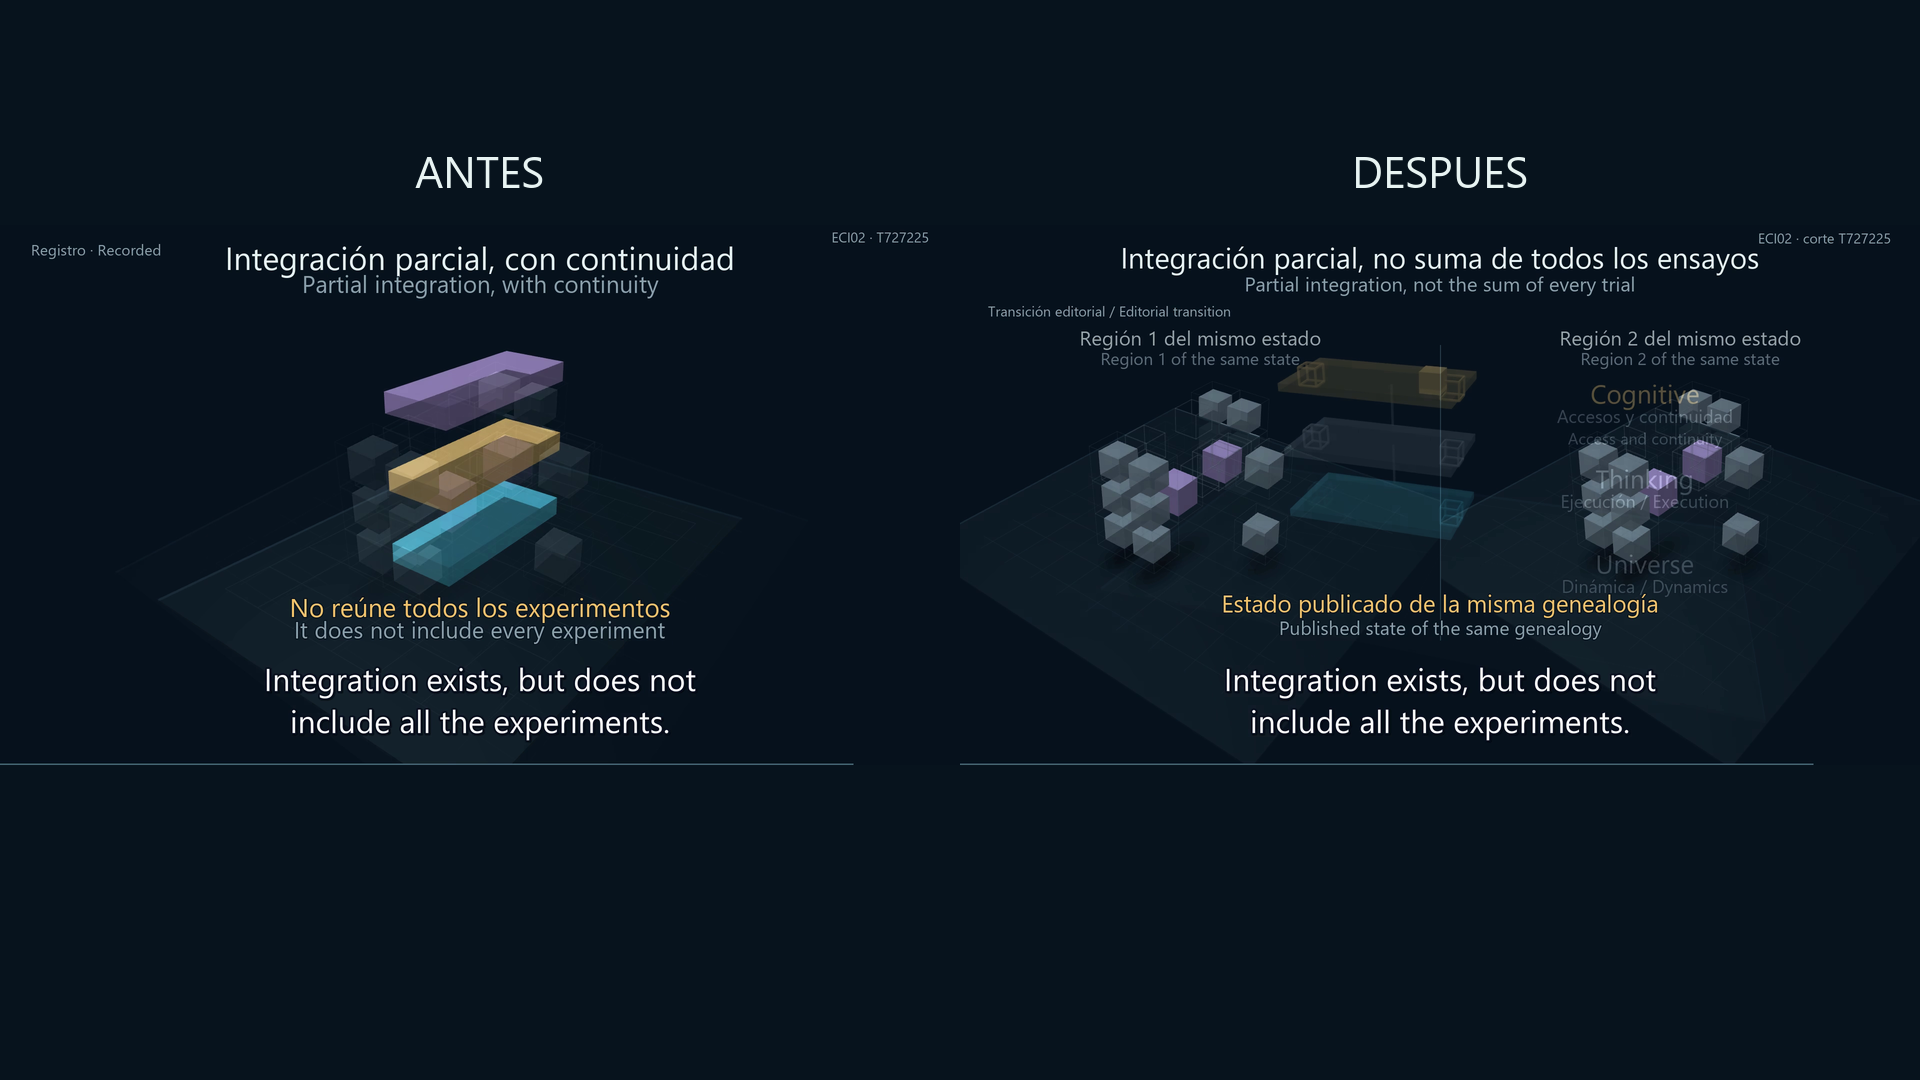 ANTES
Registro · Recorded
ECI02 · T727225
Integración parcial, con continuidad
Partial integration, with continuity
No reúne todos los experimentos
It does not include every experiment
Integration exists, but does not
include all the experiments.
DESPUES
ECI02 · corte T727225
Integración parcial, no suma de todos los ensayos
Partial integration, not the sum of every trial
Transición editorial / Editorial transition
Región 1 del mismo estado
Region 1 of the same state
Región 2 del mismo estado
Region 2 of the same state
Cognitive
Accesos y continuidad
Access and continuity
Thinking
Ejecución / Execution
Universe
Dinámica / Dynamics
Estado publicado de la misma genealogía
Published state of the same genealogy
Integration exists, but does not
include all the experiments.